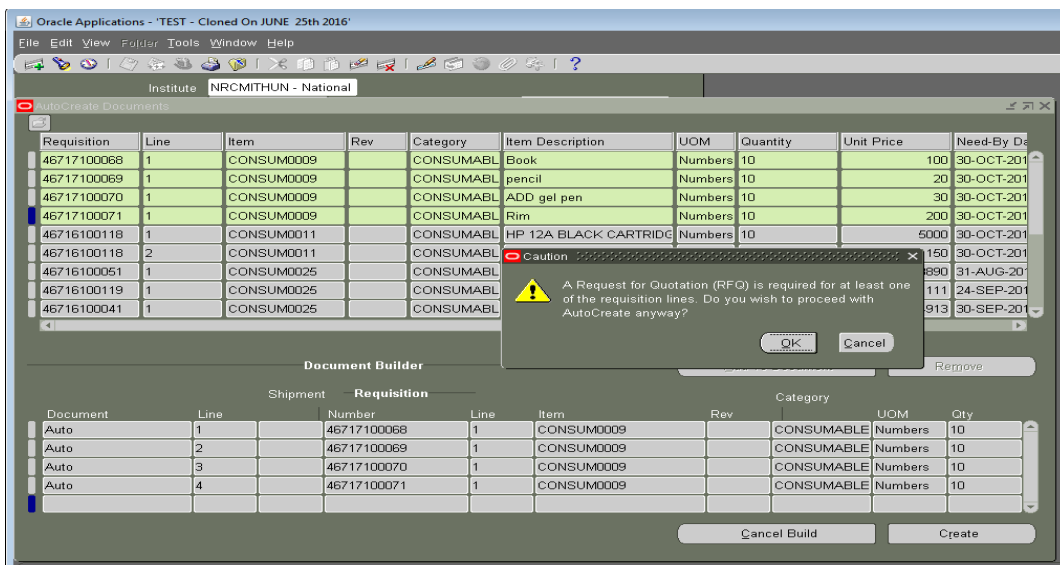 Oracle Applications - 'TEST - Cloned On JUNE 25th 2016'
File Edit View Folder Tools Window Help
Institute NRCMITHUN - National
AutoCreate Documents
Requisition Line Item Rev Category Item Description UOM Quantity Unit Price Need-By Da
46717100068 1 CONSUM0009 CONSUMABL Book Numbers 10 100 30-OCT-201
46717100069 1 CONSUM0009 CONSUMABL pencil Numbers 10 20 30-OCT-201
46717100070 1 CONSUM0009 CONSUMABL ADD gel pen Numbers 10 30 30-OCT-201
46717100071 1 CONSUM0009 CONSUMABL Rim Numbers 10 200 30-OCT-201
46716100118 1 CONSUM0011 CONSUMABL HP 12A BLACK CARTRIDG Numbers 10 5000 30-OCT-201
46716100118 2 CONSUM0011 CONSUMABL 150 30-OCT-201
46716100051 1 CONSUM0025 CONSUMABL 890 31-AUG-201
46716100119 1 CONSUM0025 CONSUMABL 111 24-SEP-201
46716100041 1 CONSUM0025 CONSUMABL 913 30-SEP-201
Caution
A Request for Quotation (RFQ) is required for at least one
of the requisition lines. Do you wish to proceed with
AutoCreate anyway?
OK Cancel
Document Builder
Remove
Shipment Requisition Category
Document Line Number Line Item Rev UOM Qty
Auto 1 46717100068 1 CONSUM0009 CONSUMABLE Numbers 10
Auto 2 46717100069 1 CONSUM0009 CONSUMABLE Numbers 10
Auto 3 46717100070 1 CONSUM0009 CONSUMABLE Numbers 10
Auto 4 46717100071 1 CONSUM0009 CONSUMABLE Numbers 10
Cancel Build Create